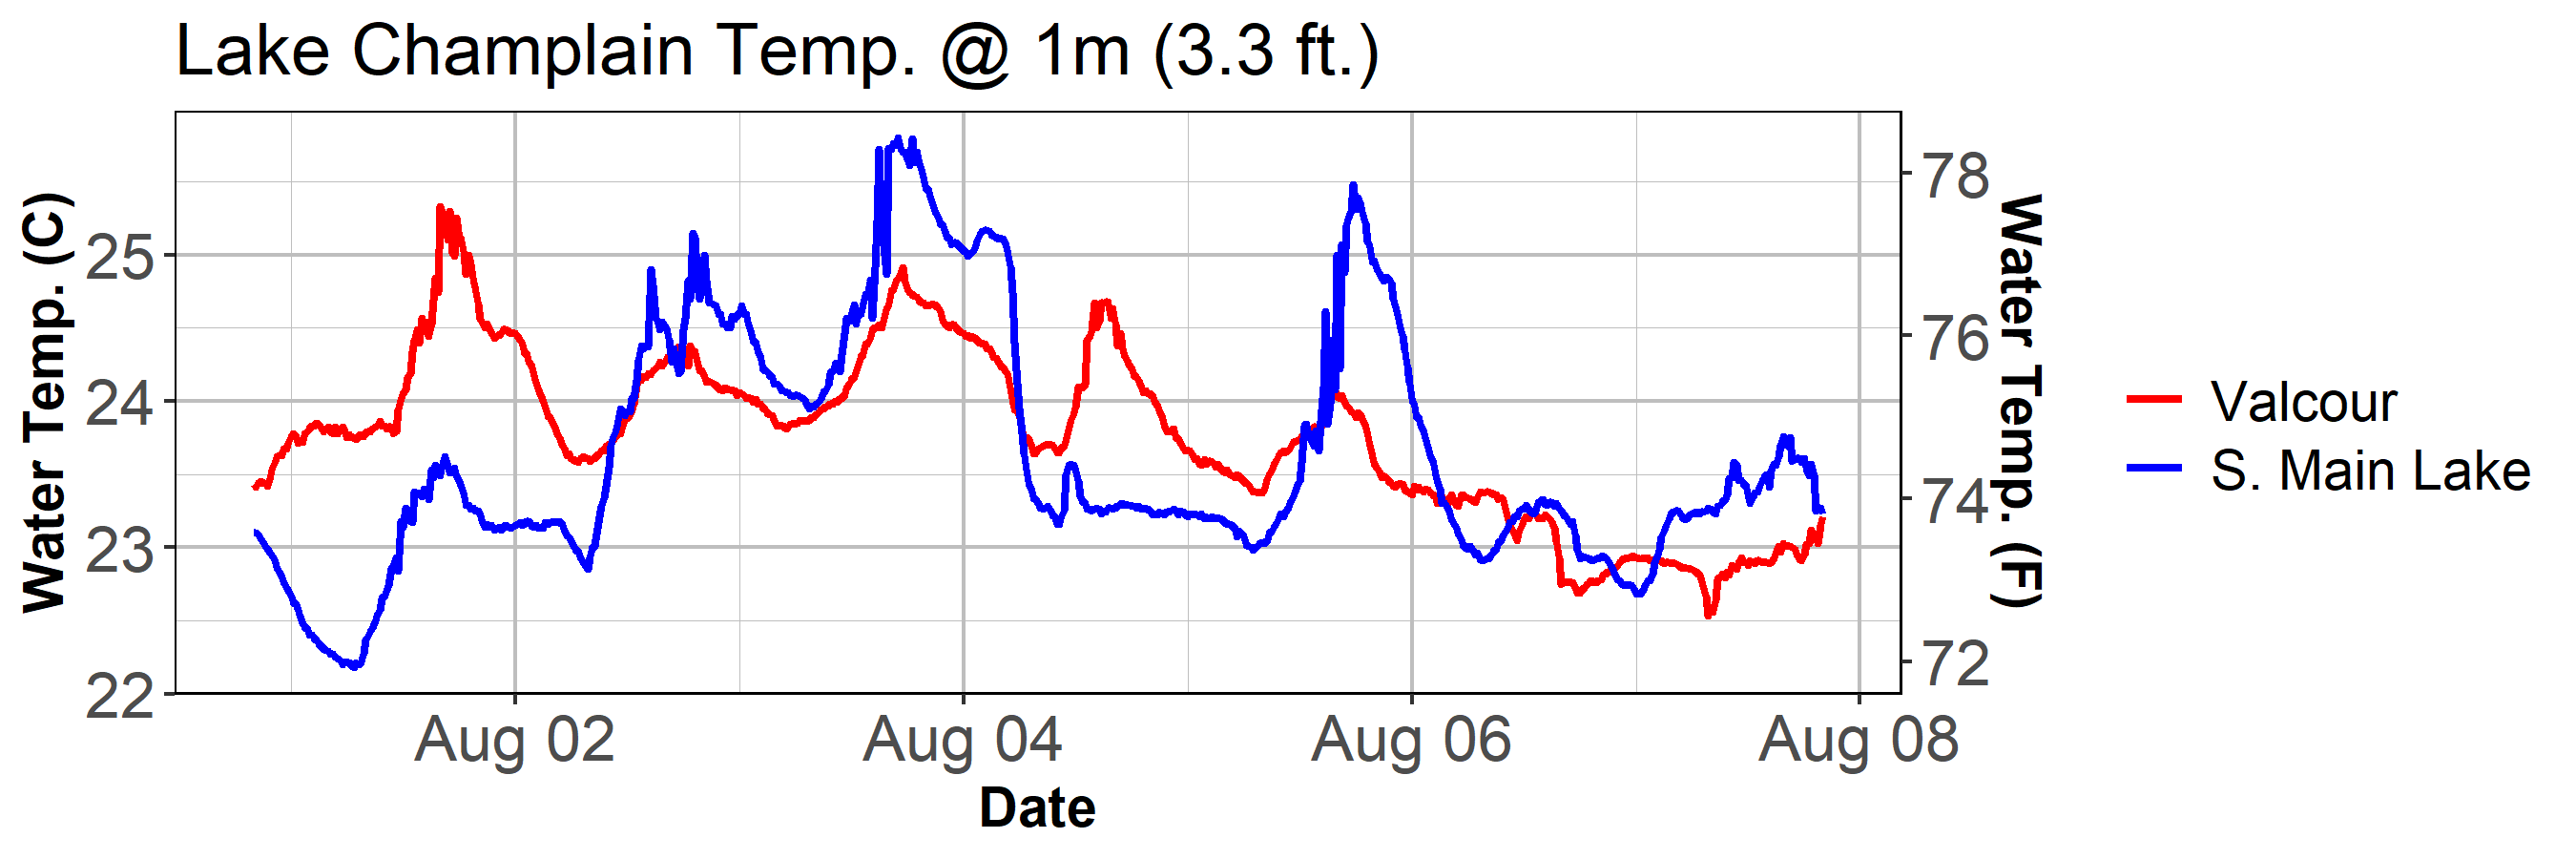 Lake Champlain Temp. @ 1m (3.3 ft.)
Water Temp. (C)
25
24
23
22
78
76
74
72
Water Temp. (F)
Aug 02
Aug 04
Aug 06
Aug 08
Date
Valcour
S. Main Lake